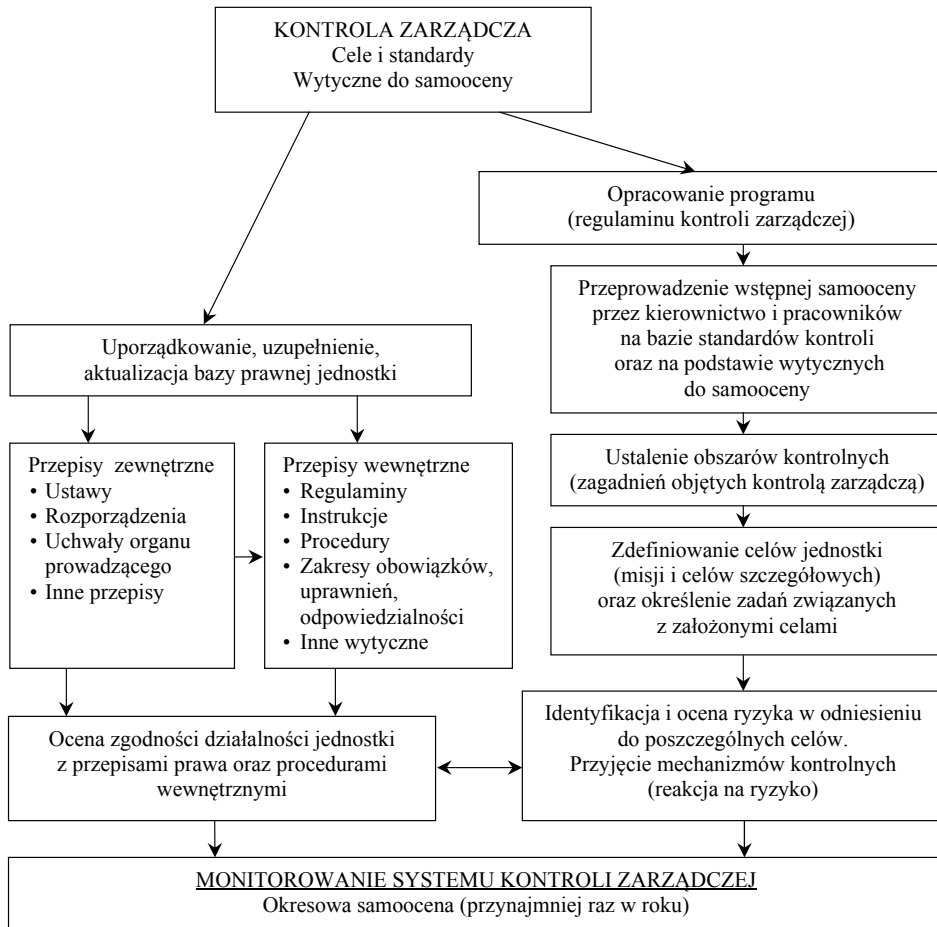 KONTROLA ZARZĄDCZA
Cele i standardy
Wytyczne do samooceny
Opracowanie programu
(regulaminu kontroli zarządczej)
Przeprowadzenie wstępnej samooceny
przez kierownictwo i pracowników
na bazie standardów kontroli
oraz na podstawie wytycznych
do samooceny
Uporządkowanie, uzupełnienie,
aktualizacja bazy prawnej jednostki
Przepisy zewnętrzne
• Ustawy
• Rozporządzenia
• Uchwały organu
prowadzącego
• Inne przepisy
Przepisy wewnętrzne
• Regulaminy
• Instrukcje
• Procedury
• Zakresy obowiązków,
uprawnień,
odpowiedzialności
• Inne wytyczne
Ustalenie obszarów kontrolnych
(zagadnień objętych kontrolą zarządczą)
Zdefiniowanie celów jednostki
(misji i celów szczegółowych)
oraz określenie zadań związanych
z założonymi celami
Ocena zgodności działalności jednostki
z przepisami prawa oraz procedurami
wewnętrznymi
Identyfikacja i ocena ryzyka w odniesieniu
do poszczególnych celów.
Przyjęcie mechanizmów kontrolnych
(reakcja na ryzyko)
MONITOROWANIE SYSTEMU KONTROLI ZARZĄDCZEJ
Okresowa samoocena (przynajmniej raz w roku)